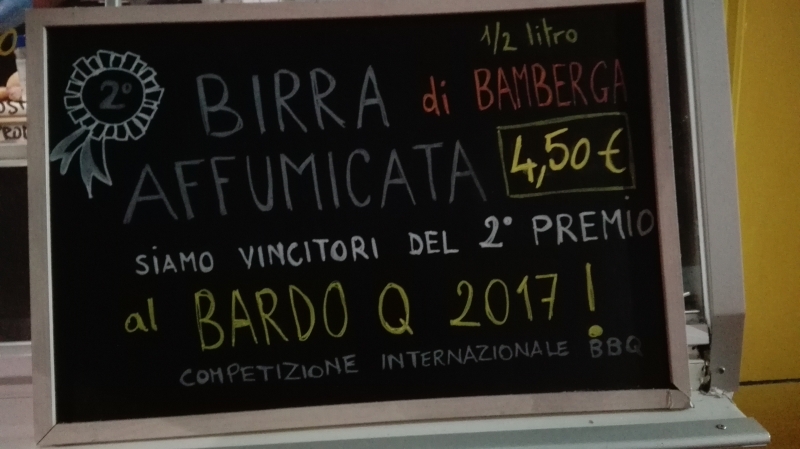 1/2 litro
2°
BIRRA di BAMBERGA
AFFUMICATA 4,50 €
SIAMO VINCITORI DEL 2° PREMIO
al BARDO Q 2017!
COMPETIZIONE INTERNAZIONALE BBQ